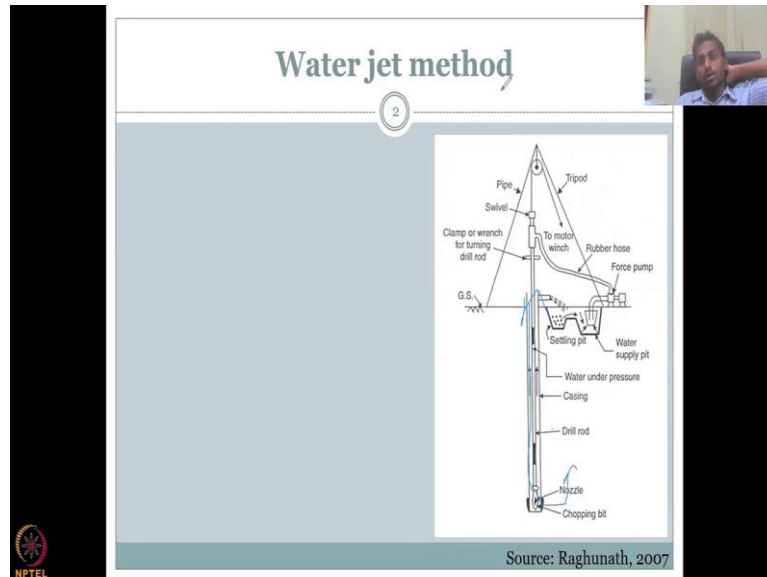 Water jet method
2
Pipe
Tripod
Swivel
Clamp or wrench
for turning
drill rod
To motor
winch
Rubber hose
Force pump
G.S.
Settling pit
Water
supply pit
Water under pressure
Casing
Drill rod
Nozzle
Chopping bit
Source: Raghunath, 2007
NPTEL